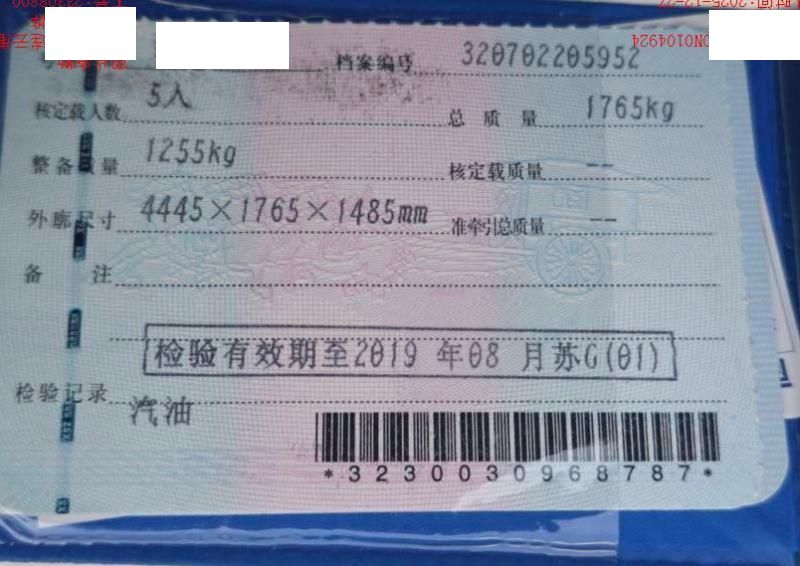 档案编号 320702205952
核定载人数 5人 总质量 1765kg
整备质量 1255kg 核定载质量 --
外廓尺寸 4445×1765×1485mm 准牵引总质量 --
备注
检验有效期至2019年08月苏G(01)
检验记录
汽油
*3230030968787*